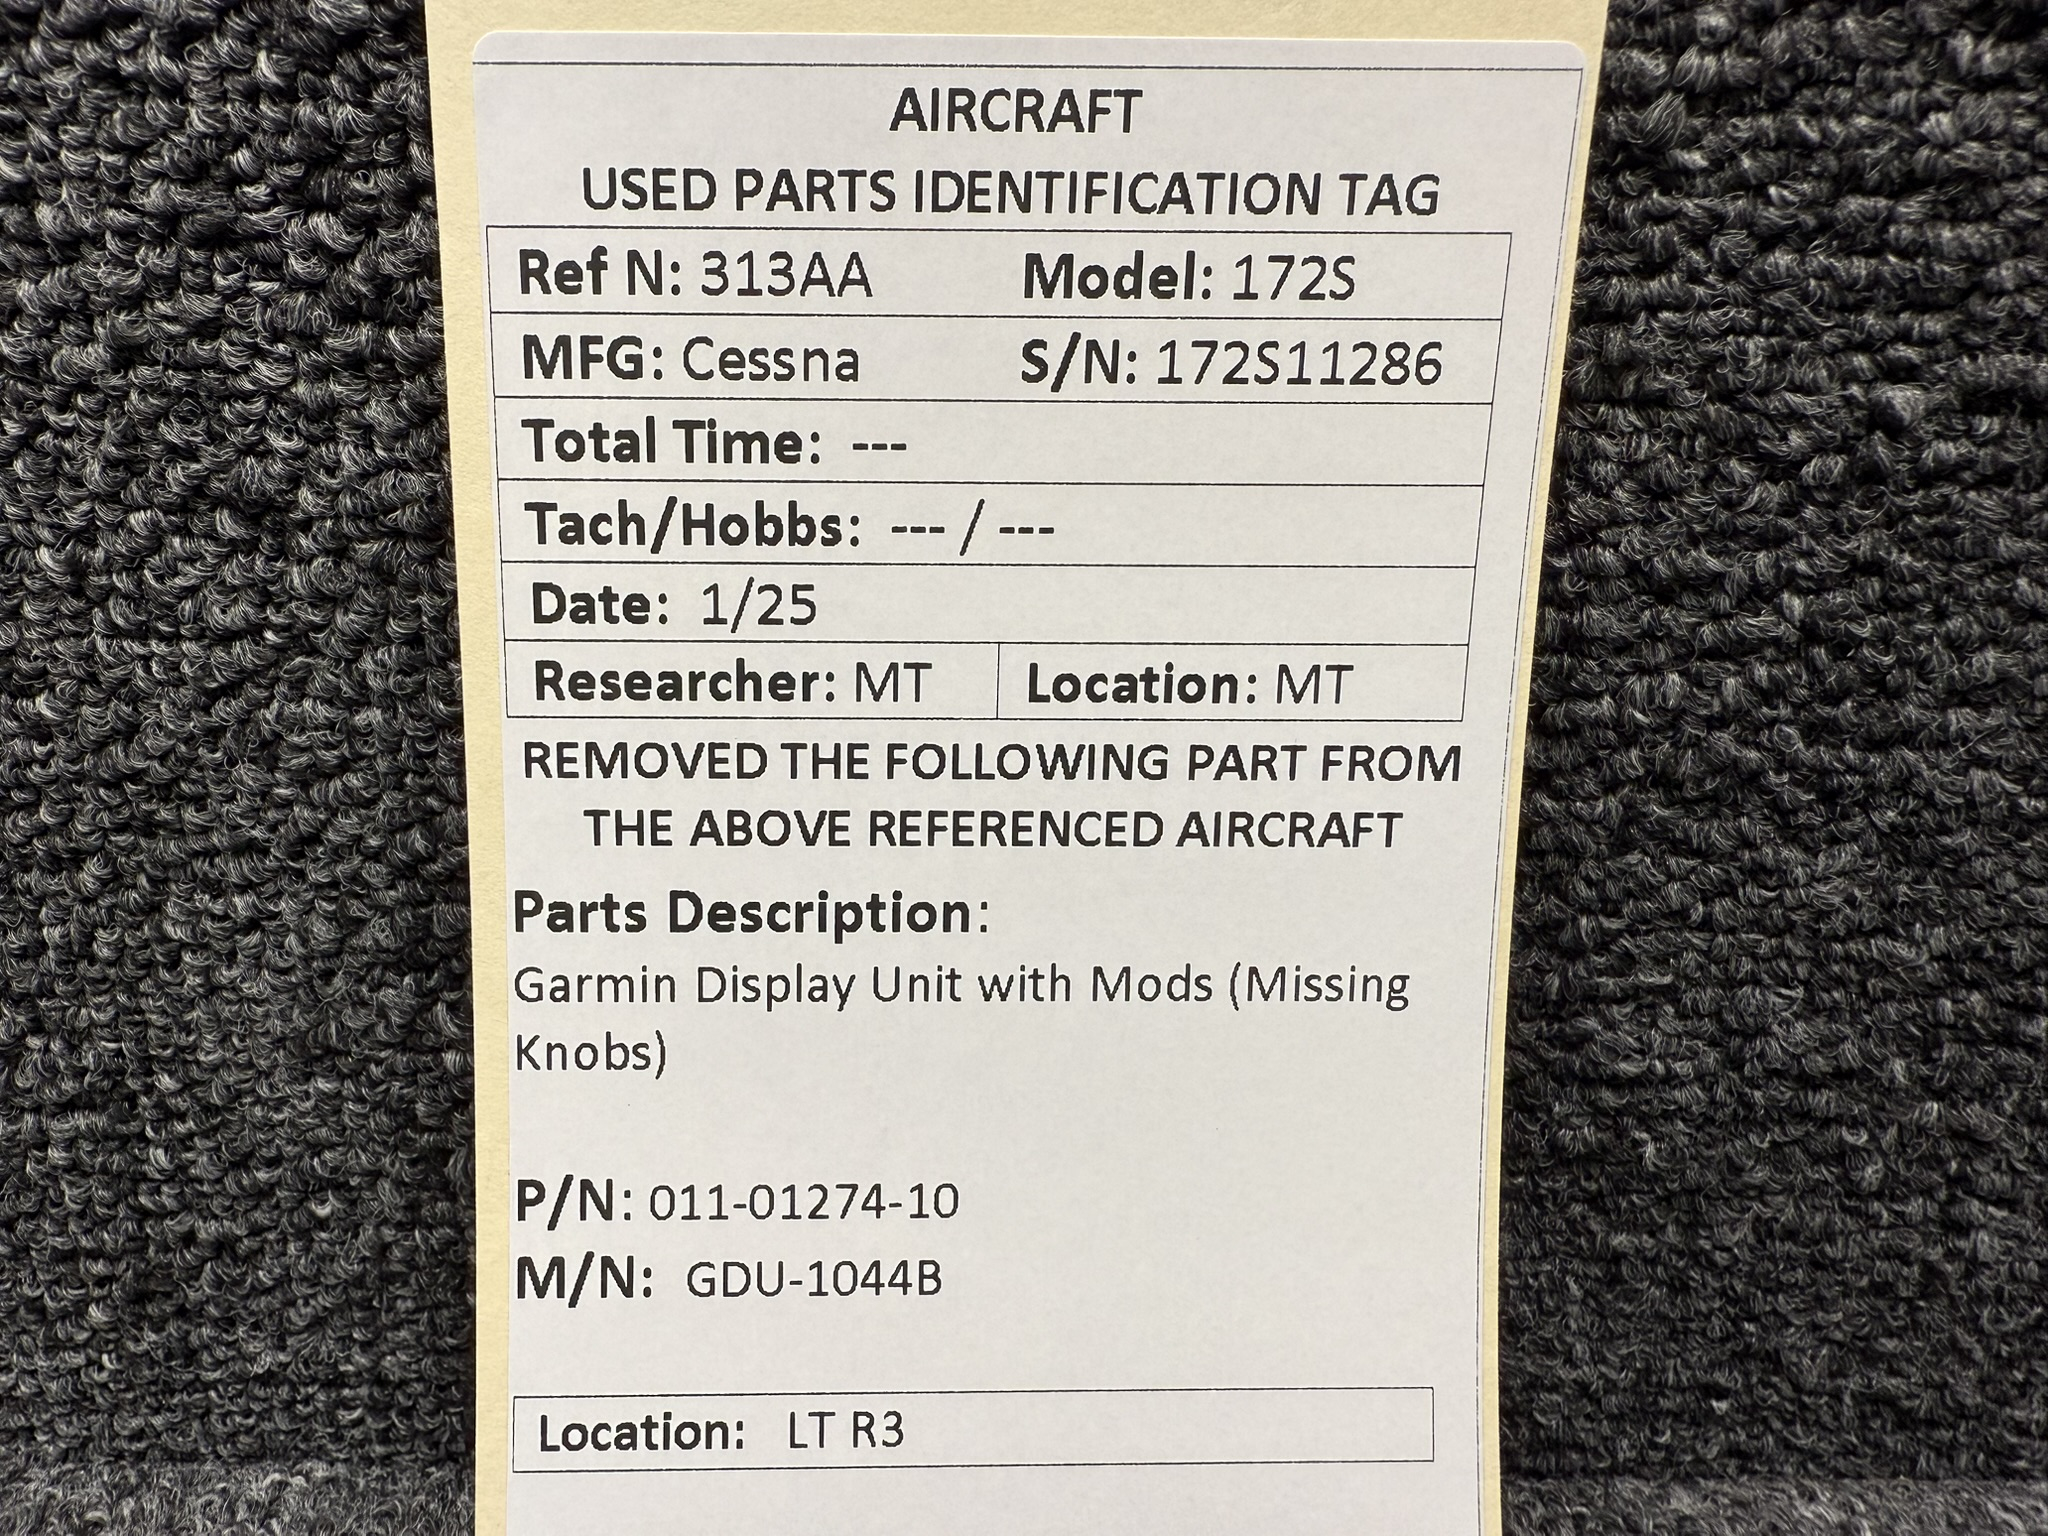 AIRCRAFT
USED PARTS IDENTIFICATION TAG
Ref N: 313AA Model: 172S
MFG: Cessna S/N: 172S11286
Total Time: ---
Tach/Hobbs: --- / ---
Date: 1/25
Researcher: MT Location: MT
REMOVED THE FOLLOWING PART FROM
THE ABOVE REFERENCED AIRCRAFT
Parts Description:
Garmin Display Unit with Mods (Missing
Knobs)
P/N: 011-01274-10
M/N: GDU-1044B
Location: LT R3